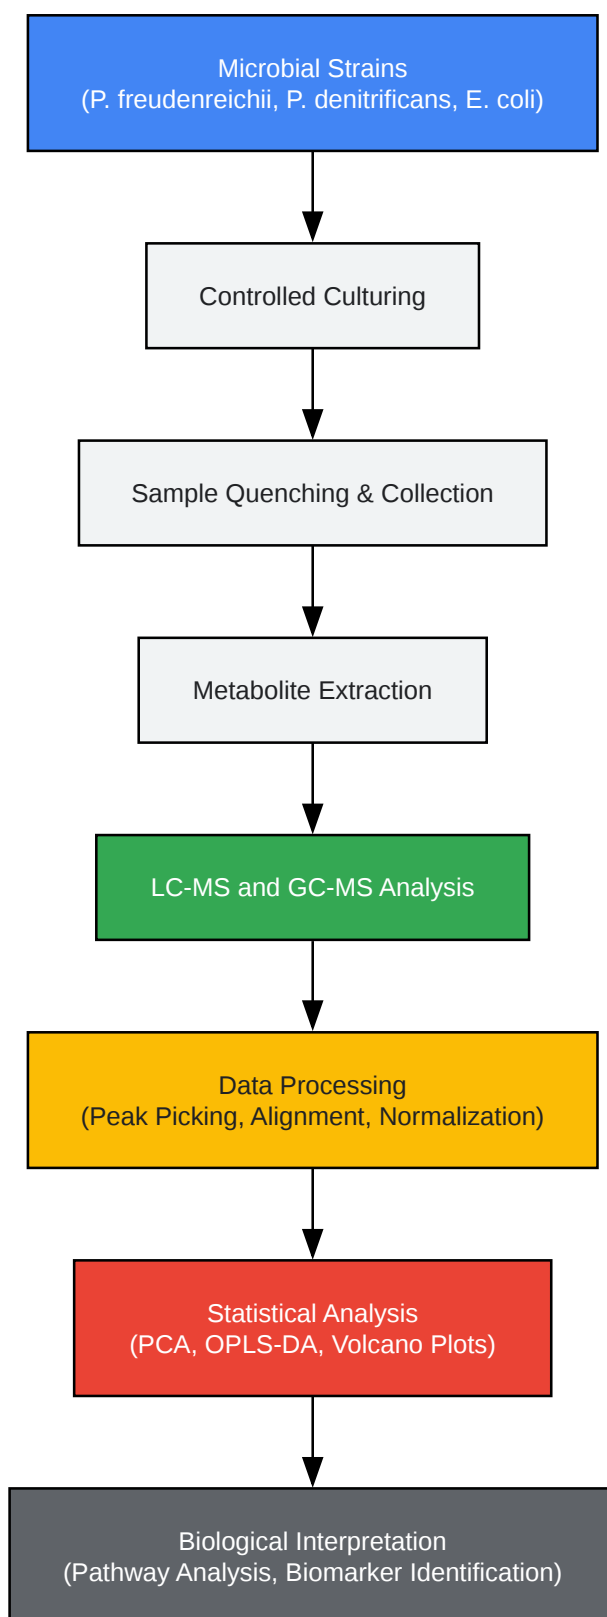 Microbial Strains
(P. freudenreichii, P. denitrificans, E. coli)
Controlled Culturing
Sample Quenching & Collection
Metabolite Extraction
LC-MS and GC-MS Analysis
Data Processing
(Peak Picking, Alignment, Normalization)
Statistical Analysis
(PCA, OPLS-DA, Volcano Plots)
Biological Interpretation
(Pathway Analysis, Biomarker Identification)